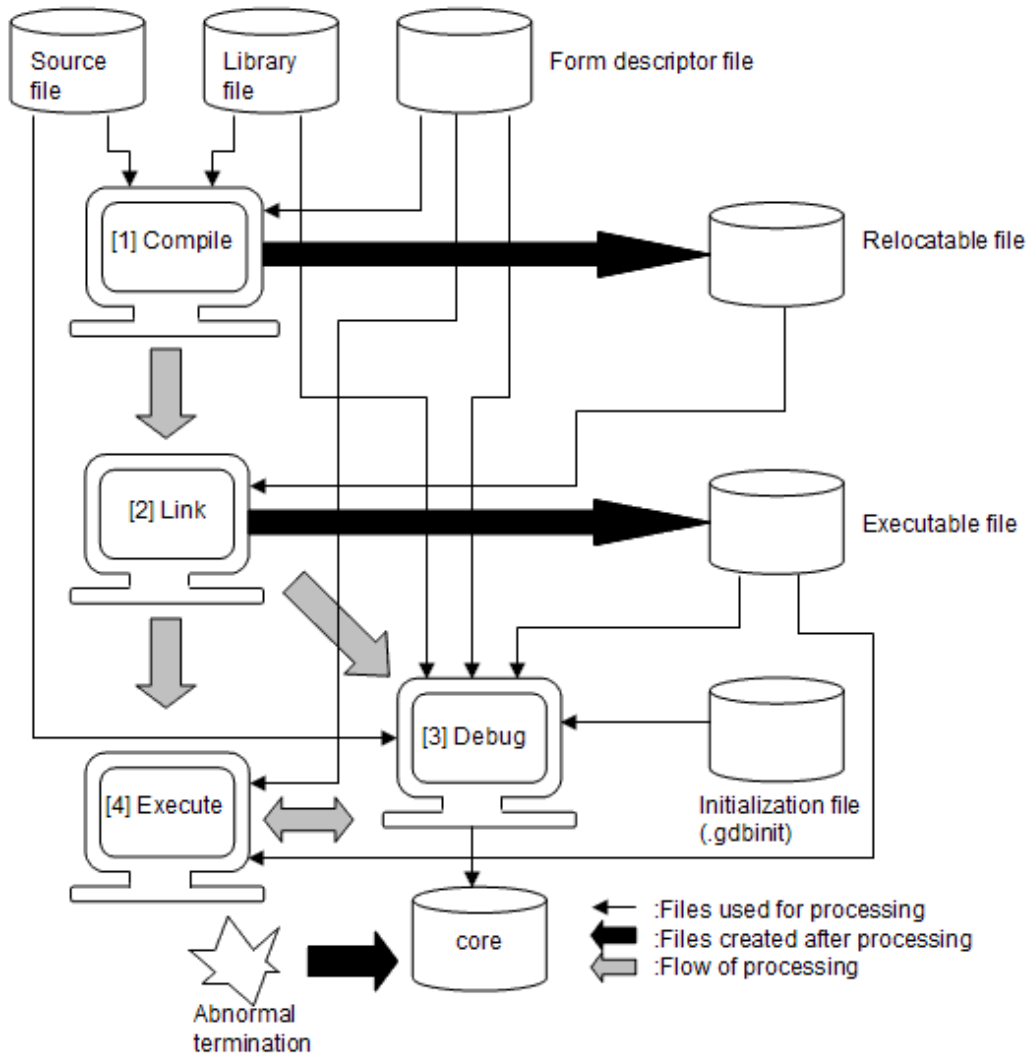 Source
file
Library
file
Form descriptor file
[1] Compile
Relocatable file
[2] Link
Executable file
[3] Debug
[4] Execute
Initialization file
(.gdbinit)
core
:Files used for processing
:Files created after processing
:Flow of processing
Abnormal
termination